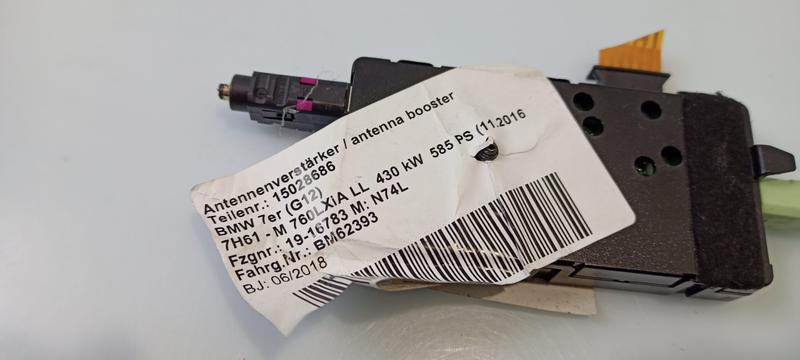 Antennenverstärker / antenna booster
Teilenr.: 15028686
BMW 7er (G12)
7H61 - M 760LXIA LL 430 kW 585 PS (11.2016
Fzgnr.: 19-16783 M: N74L
Fahrg.Nr.: BM62393
BJ: 06/2018